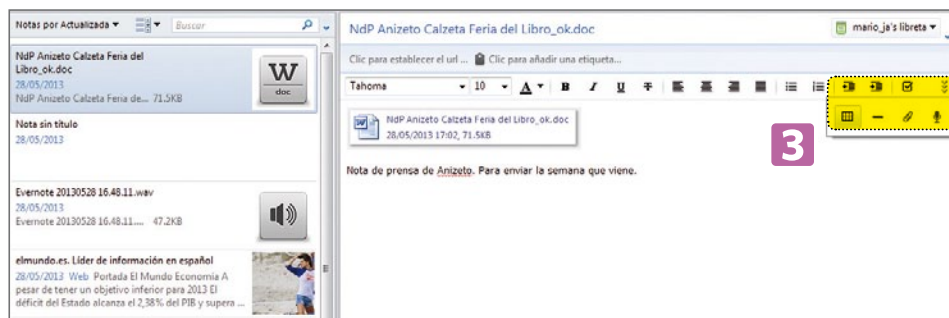 Notas por Actualizada
Buscar
NdP Anizeto Calzeta Feria del
Libro_ok.doc
28/05/2013
NdP Anizeto Calzeta Feria de... 71.5KB
W
doc
Nota sin título
28/05/2013
Evernote 20130528 16.48.11.wav
28/05/2013
Evernote 20130528 16.48.11.... 47.2KB
elmundo.es. Líder de información en español
28/05/2013 Web Portada El Mundo Economía A
pesar de tener un objetivo inferior para 2013 El
déficit del Estado alcanza el 2,38% del PIB y supera ...
NdP Anizeto Calzeta Feria del Libro_ok.doc
mario_ja's libreta
Clic para establecer el url ... Clic para añadir una etiqueta...
Tahoma 10 A B I U T
NdP Anizeto Calzeta Feria del Libro_ok.doc
28/05/2013 17:02, 71.5KB
3
Nota de prensa de Anizeto. Para enviar la semana que viene.